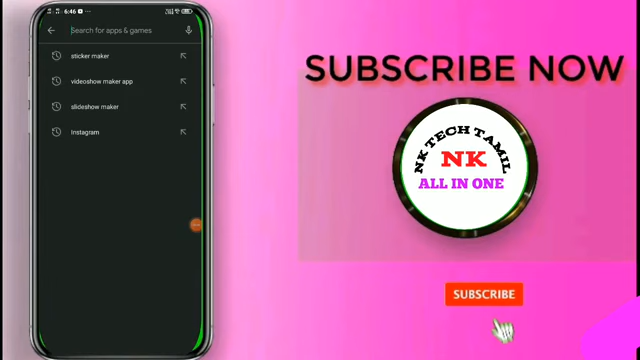 6:46
Search for apps & games
sticker maker
videoshow maker app
slideshow maker
Instagram
SUBSCRIBE NOW
NK TECH TAMIL
NK
ALL IN ONE
SUBSCRIBE